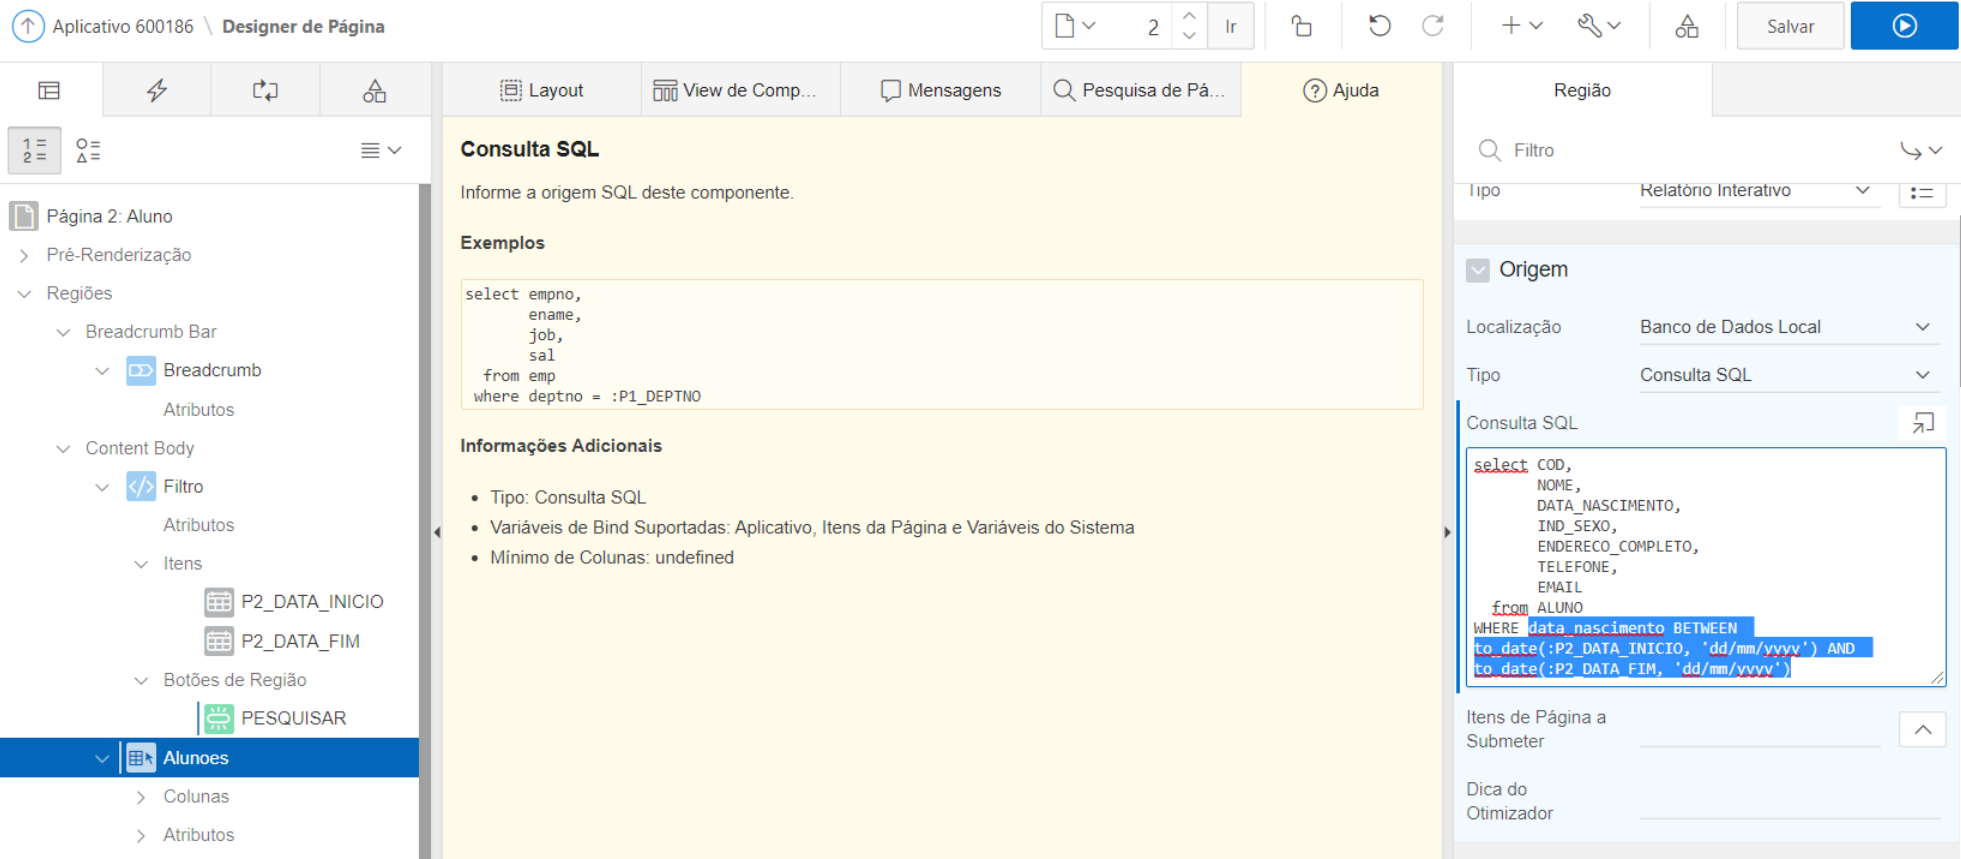 Aplicativo 600186 \ Designer de Página
2
Ir
Salvar
Layout
View de Comp...
Mensagens
Pesquisa de Pá...
Ajuda
Região
Página 2: Aluno
Pré-Renderização
Regiões
Breadcrumb Bar
Breadcrumb
Atributos
Content Body
Filtro
Atributos
Itens
P2_DATA_INICIO
P2_DATA_FIM
Botões de Região
PESQUISAR
Alunoes
Colunas
Atributos
Consulta SQL
Informe a origem SQL deste componente.
Exemplos
select empno,
ename,
job,
sal
from emp
where deptno = :P1_DEPTNO
Informações Adicionais
• Tipo: Consulta SQL
• Variáveis de Bind Suportadas: Aplicativo, Itens da Página e Variáveis do Sistema
• Mínimo de Colunas: undefined
Filtro
Tipo Relatório Interativo
Origem
Localização Banco de Dados Local
Tipo Consulta SQL
Consulta SQL
select COD,
NOME,
DATA_NASCIMENTO,
IND_SEXO,
ENDERECO_COMPLETO,
TELEFONE,
EMAIL
from ALUNO
WHERE data_nascimento BETWEEN
to_date(:P2_DATA_INICIO, 'dd/mm/yyyy') AND
to_date(:P2_DATA_FIM, 'dd/mm/yyyy')
Itens de Página a
Submeter
Dica do
Otimizador